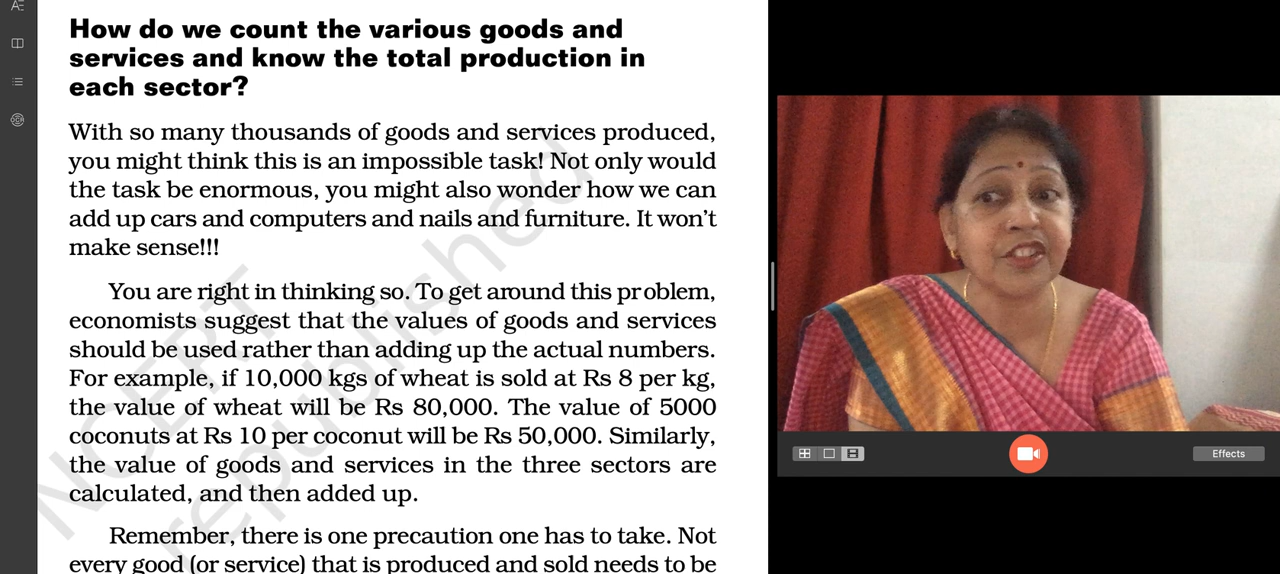 How do we count the various goods and
services and know the total production in
each sector?
With so many thousands of goods and services produced,
you might think this is an impossible task! Not only would
the task be enormous, you might also wonder how we can
add up cars and computers and nails and furniture. It won't
make sense!!!
You are right in thinking so. To get around this problem,
economists suggest that the values of goods and services
should be used rather than adding up the actual numbers.
For example, if 10,000 kgs of wheat is sold at Rs 8 per kg,
the value of wheat will be Rs 80,000. The value of 5000
coconuts at Rs 10 per coconut will be Rs 50,000. Similarly,
the value of goods and services in the three sectors are
calculated, and then added up.
Remember, there is one precaution one has to take. Not
every good (or service) that is produced and sold needs to be
NCERT
republished
Effects